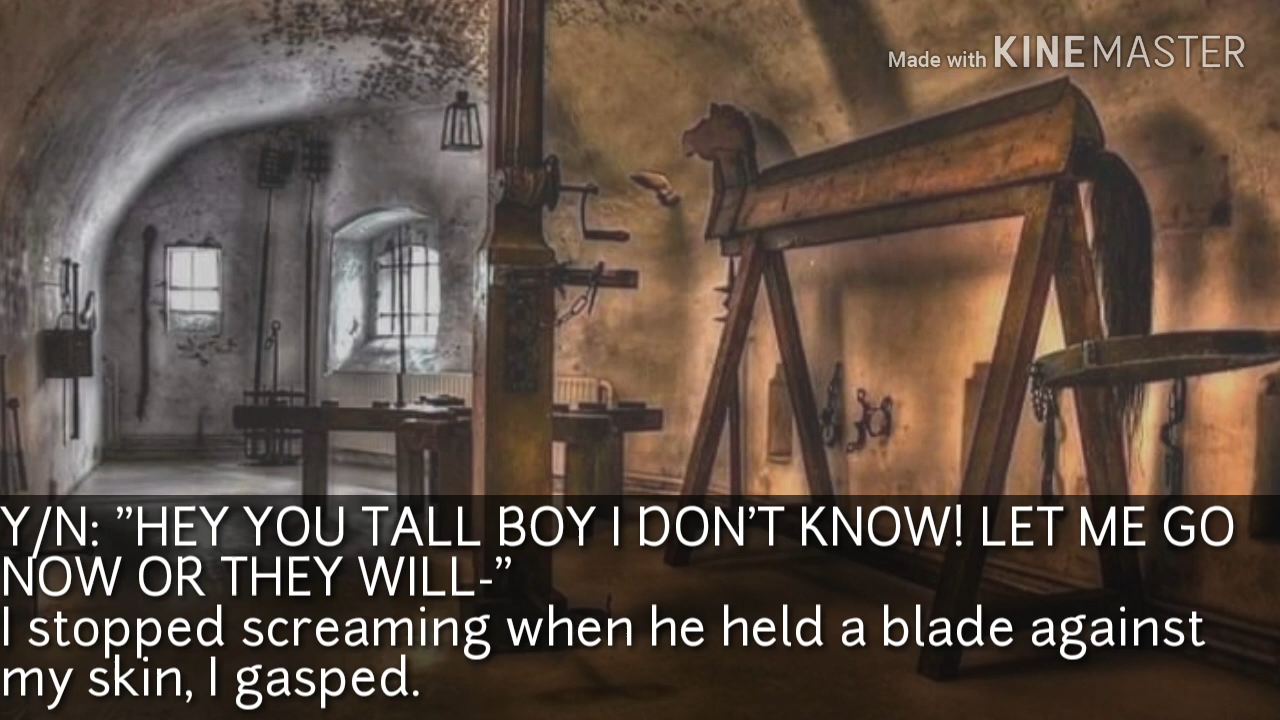 Made with KINEMASTER
Y/N: "HEY YOU TALL BOY I DON'T KNOW! LET ME GO
NOW OR THEY WILL-"
I stopped screaming when he held a blade against
my skin, I gasped.